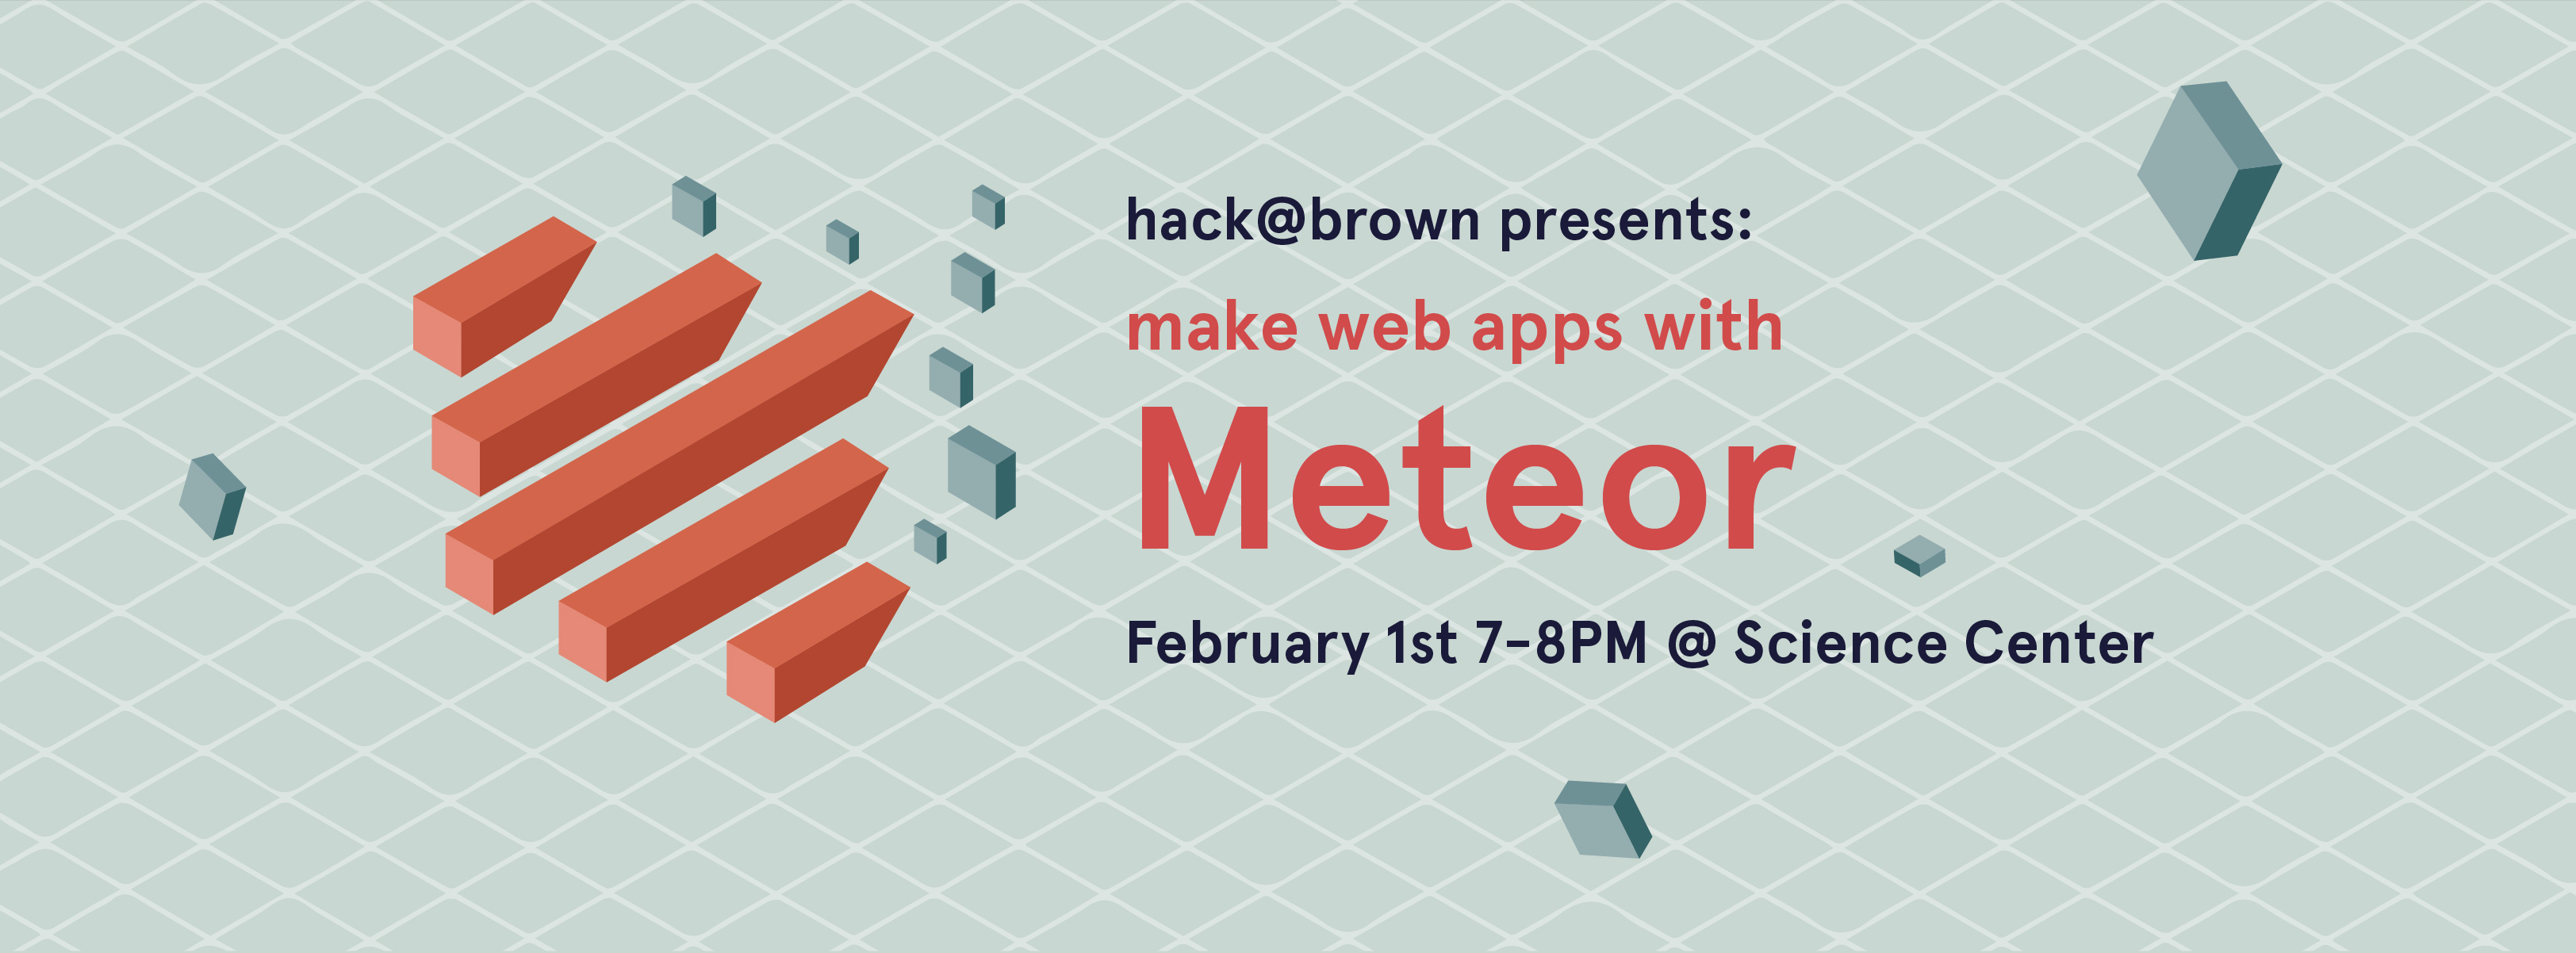 hack@brown presents:
make web apps with
Meteor
February 1st 7-8PM @ Science Center